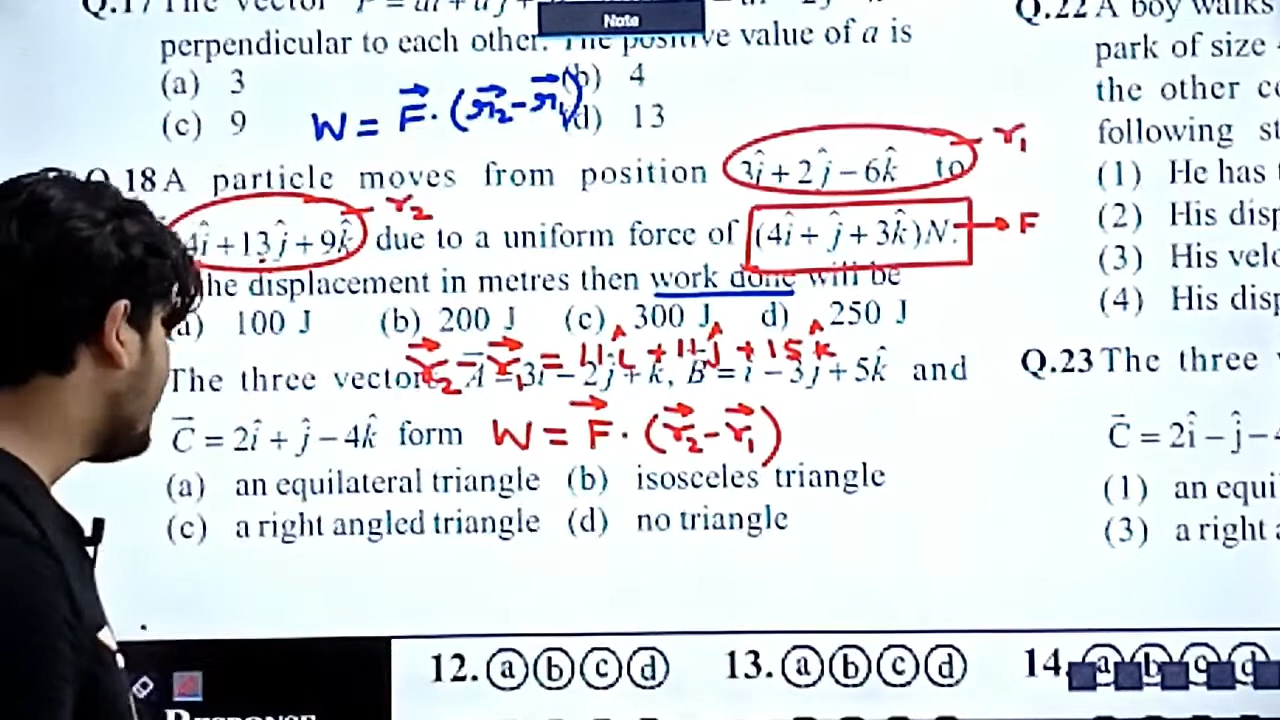 perpendicular to each other. The positive value of a is
(a) 3 (b) 4
(c) 9 (d) 13
Note
W = F⃗ · (r⃗₂ − r⃗₁)
Q.18 A particle moves from position 3î + 2ĵ − 6k̂ to
r₁
4î + 13ĵ + 9k̂ due to a uniform force of (4î + ĵ + 3k̂)N.
r₂
F
the displacement in metres then work done will be
(a) 100 J (b) 200 J (c) 300 J d) 250 J
r⃗₂ − r⃗₁ = 11î + 11ĵ + 15k̂
The three vectors A⃗ = 3î − 2ĵ + k̂, B⃗ = î − 3ĵ + 5k̂ and
C⃗ = 2î + ĵ − 4k̂ form
W = F⃗ · (r⃗₂ − r⃗₁)
(a) an equilateral triangle (b) isosceles triangle
(c) a right angled triangle (d) no triangle
12. a b c d 13. a b c d 14. a b c d
RESPONSE
Q.22 A boy walks
park of size
the other
following
(1) He has
(2) His disp
(3) His velo
(4) His disp
Q.23 The three
C⃗ = 2î − ĵ −
(1) an equi
(3) a right